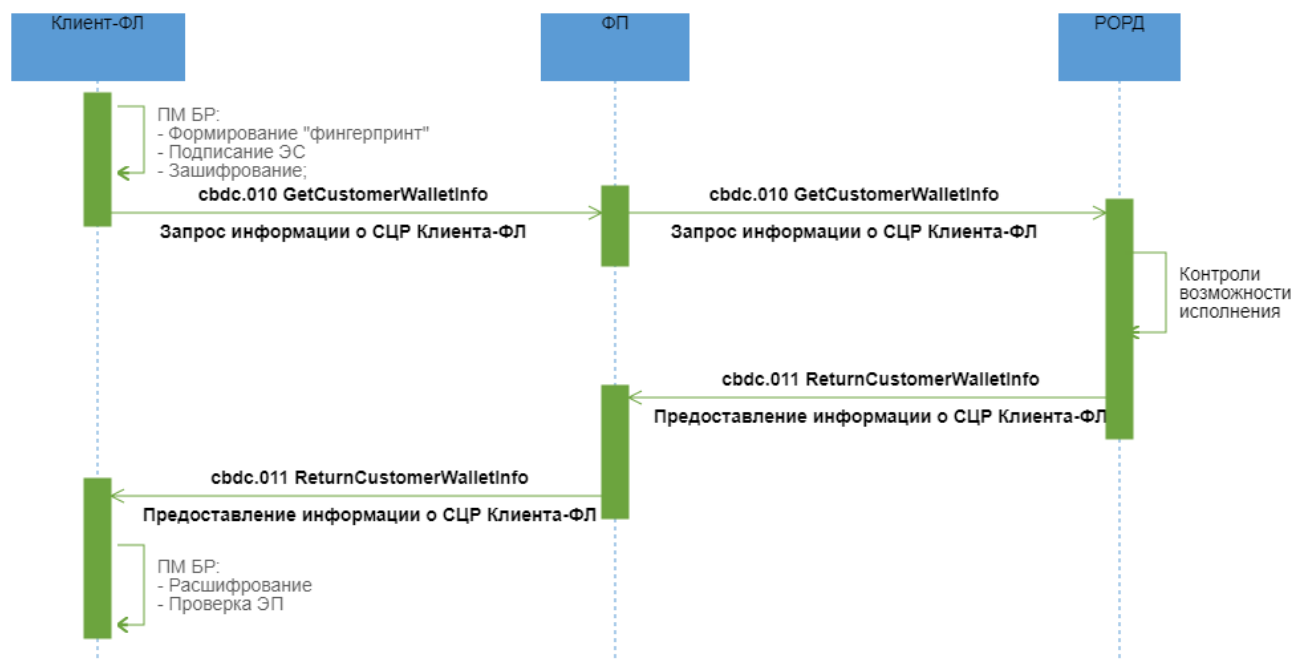 Клиент-ФЛ
ФП
РОРД
ПМ БР:
- Формирование "фингерпринт"
- Подписание ЭС
- Зашифрование;
cbdc.010 GetCustomerWalletInfo
cbdc.010 GetCustomerWalletInfo
Запрос информации о СЦР Клиента-ФЛ
Запрос информации о СЦР Клиента-ФЛ
Контроли
возможности
исполнения
cbdc.011 ReturnCustomerWalletInfo
Предоставление информации о СЦР Клиента-ФЛ
cbdc.011 ReturnCustomerWalletInfo
Предоставление информации о СЦР Клиента-ФЛ
ПМ БР:
- Расшифрование
- Проверка ЭП